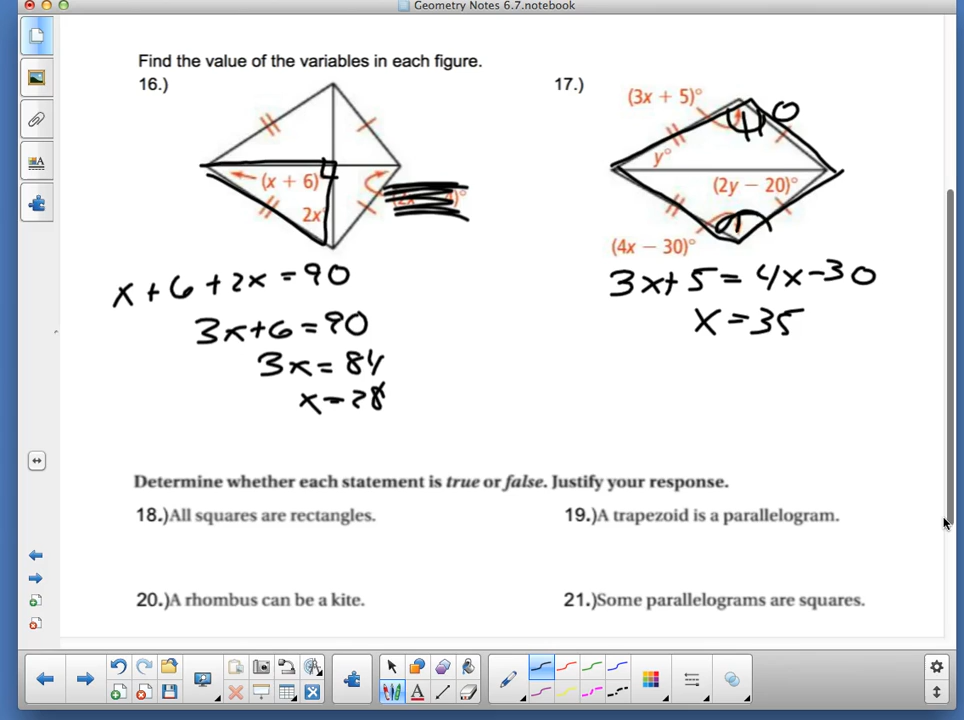 Geometry Notes 6.7.notebook
Find the value of the variables in each figure.
16.)
17.)
(3x + 5)°
110
y°
(x + 6)
2x
(2y − 20)°
(4x − 30)°
x + 6 + 2x = 90
3x+6 = 90
3x = 84
x = 28
3x+5 = 4x-30
x = 35
Determine whether each statement is true or false. Justify your response.
18.)All squares are rectangles.
19.)A trapezoid is a parallelogram.
20.)A rhombus can be a kite.
21.)Some parallelograms are squares.